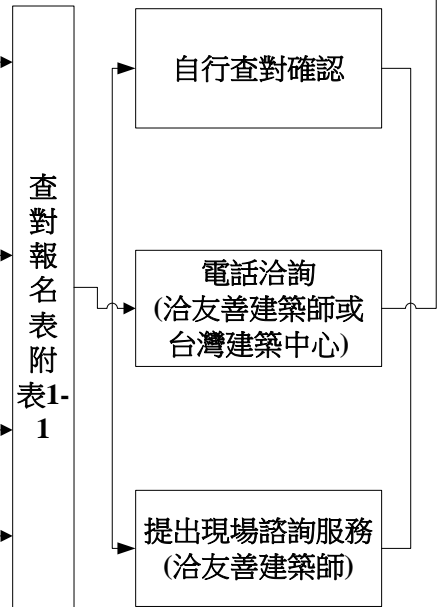 查
對
報
名
表
附
表1-
1
自行查對確認
電話洽詢
(洽友善建築師或
台灣建築中心)
提出現場諮詢服務
(洽友善建築師)